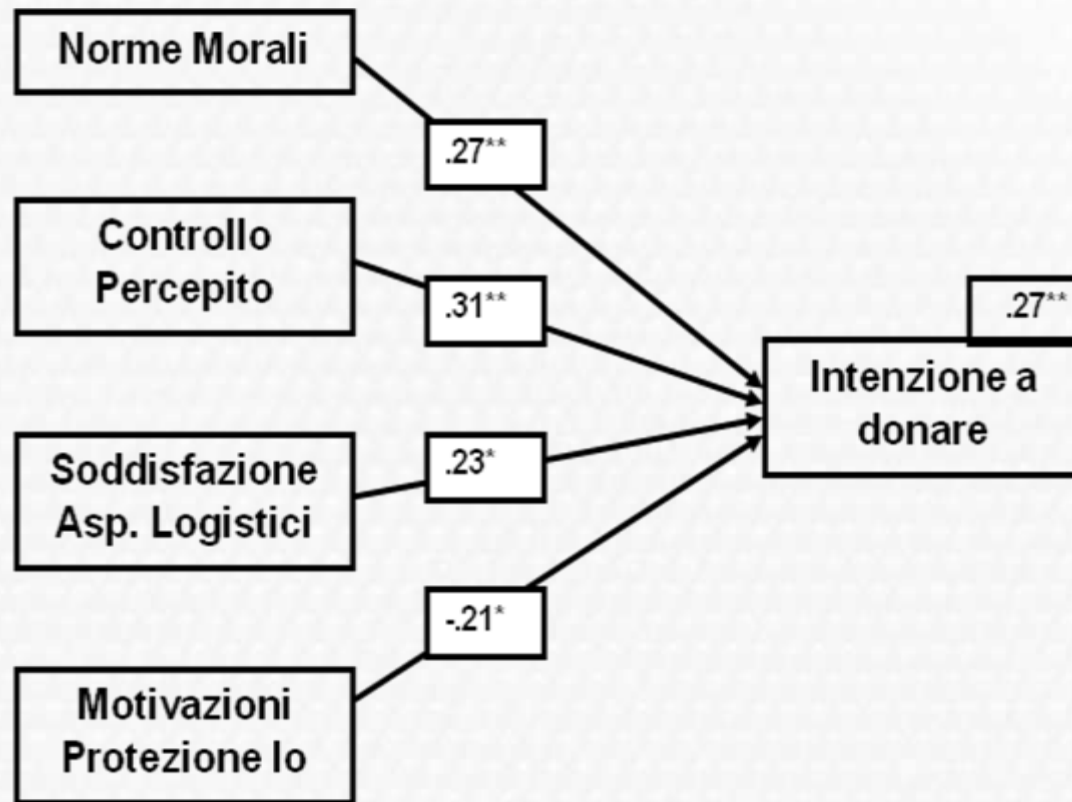 Norme Morali
.27**
Controllo
Percepito
.31**
.27**
Intenzione a
donare
Soddisfazione
Asp. Logistici
.23*
-.21*
Motivazioni
Protezione Io